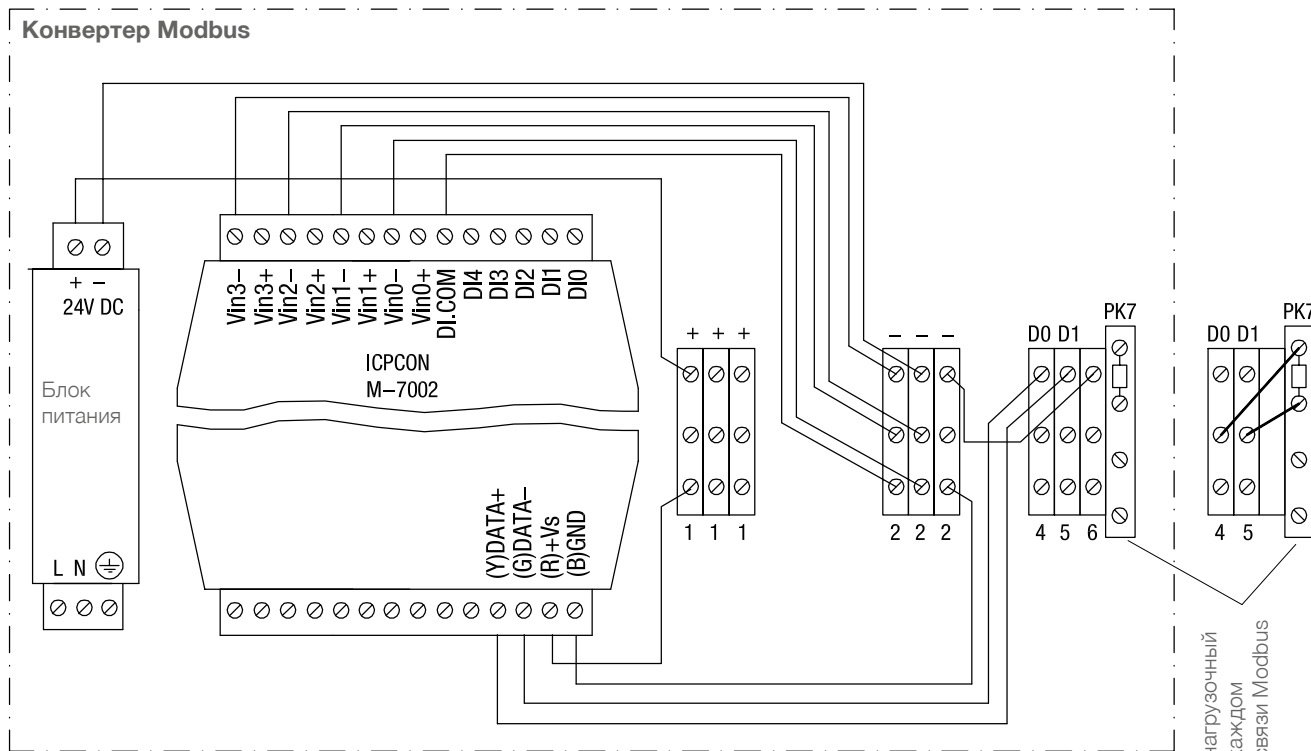 Конвертер Modbus
+ −
24V DC
Блок
питания
L N
Vin3−
Vin3+
Vin2−
Vin2+
Vin1−
Vin1+
Vin0−
Vin0+
DI.COM
DI4
DI3
DI2
DI1
DI0
ICPCON
M−7002
(Y)DATA+
(G)DATA−
(R)+Vs
(B)GND
+ + +
1 1 1
− − −
2 2 2
D0 D1
PK7
4 5 6
D0 D1
PK7
4 5
нагрузочный
каждом
связи Modbus